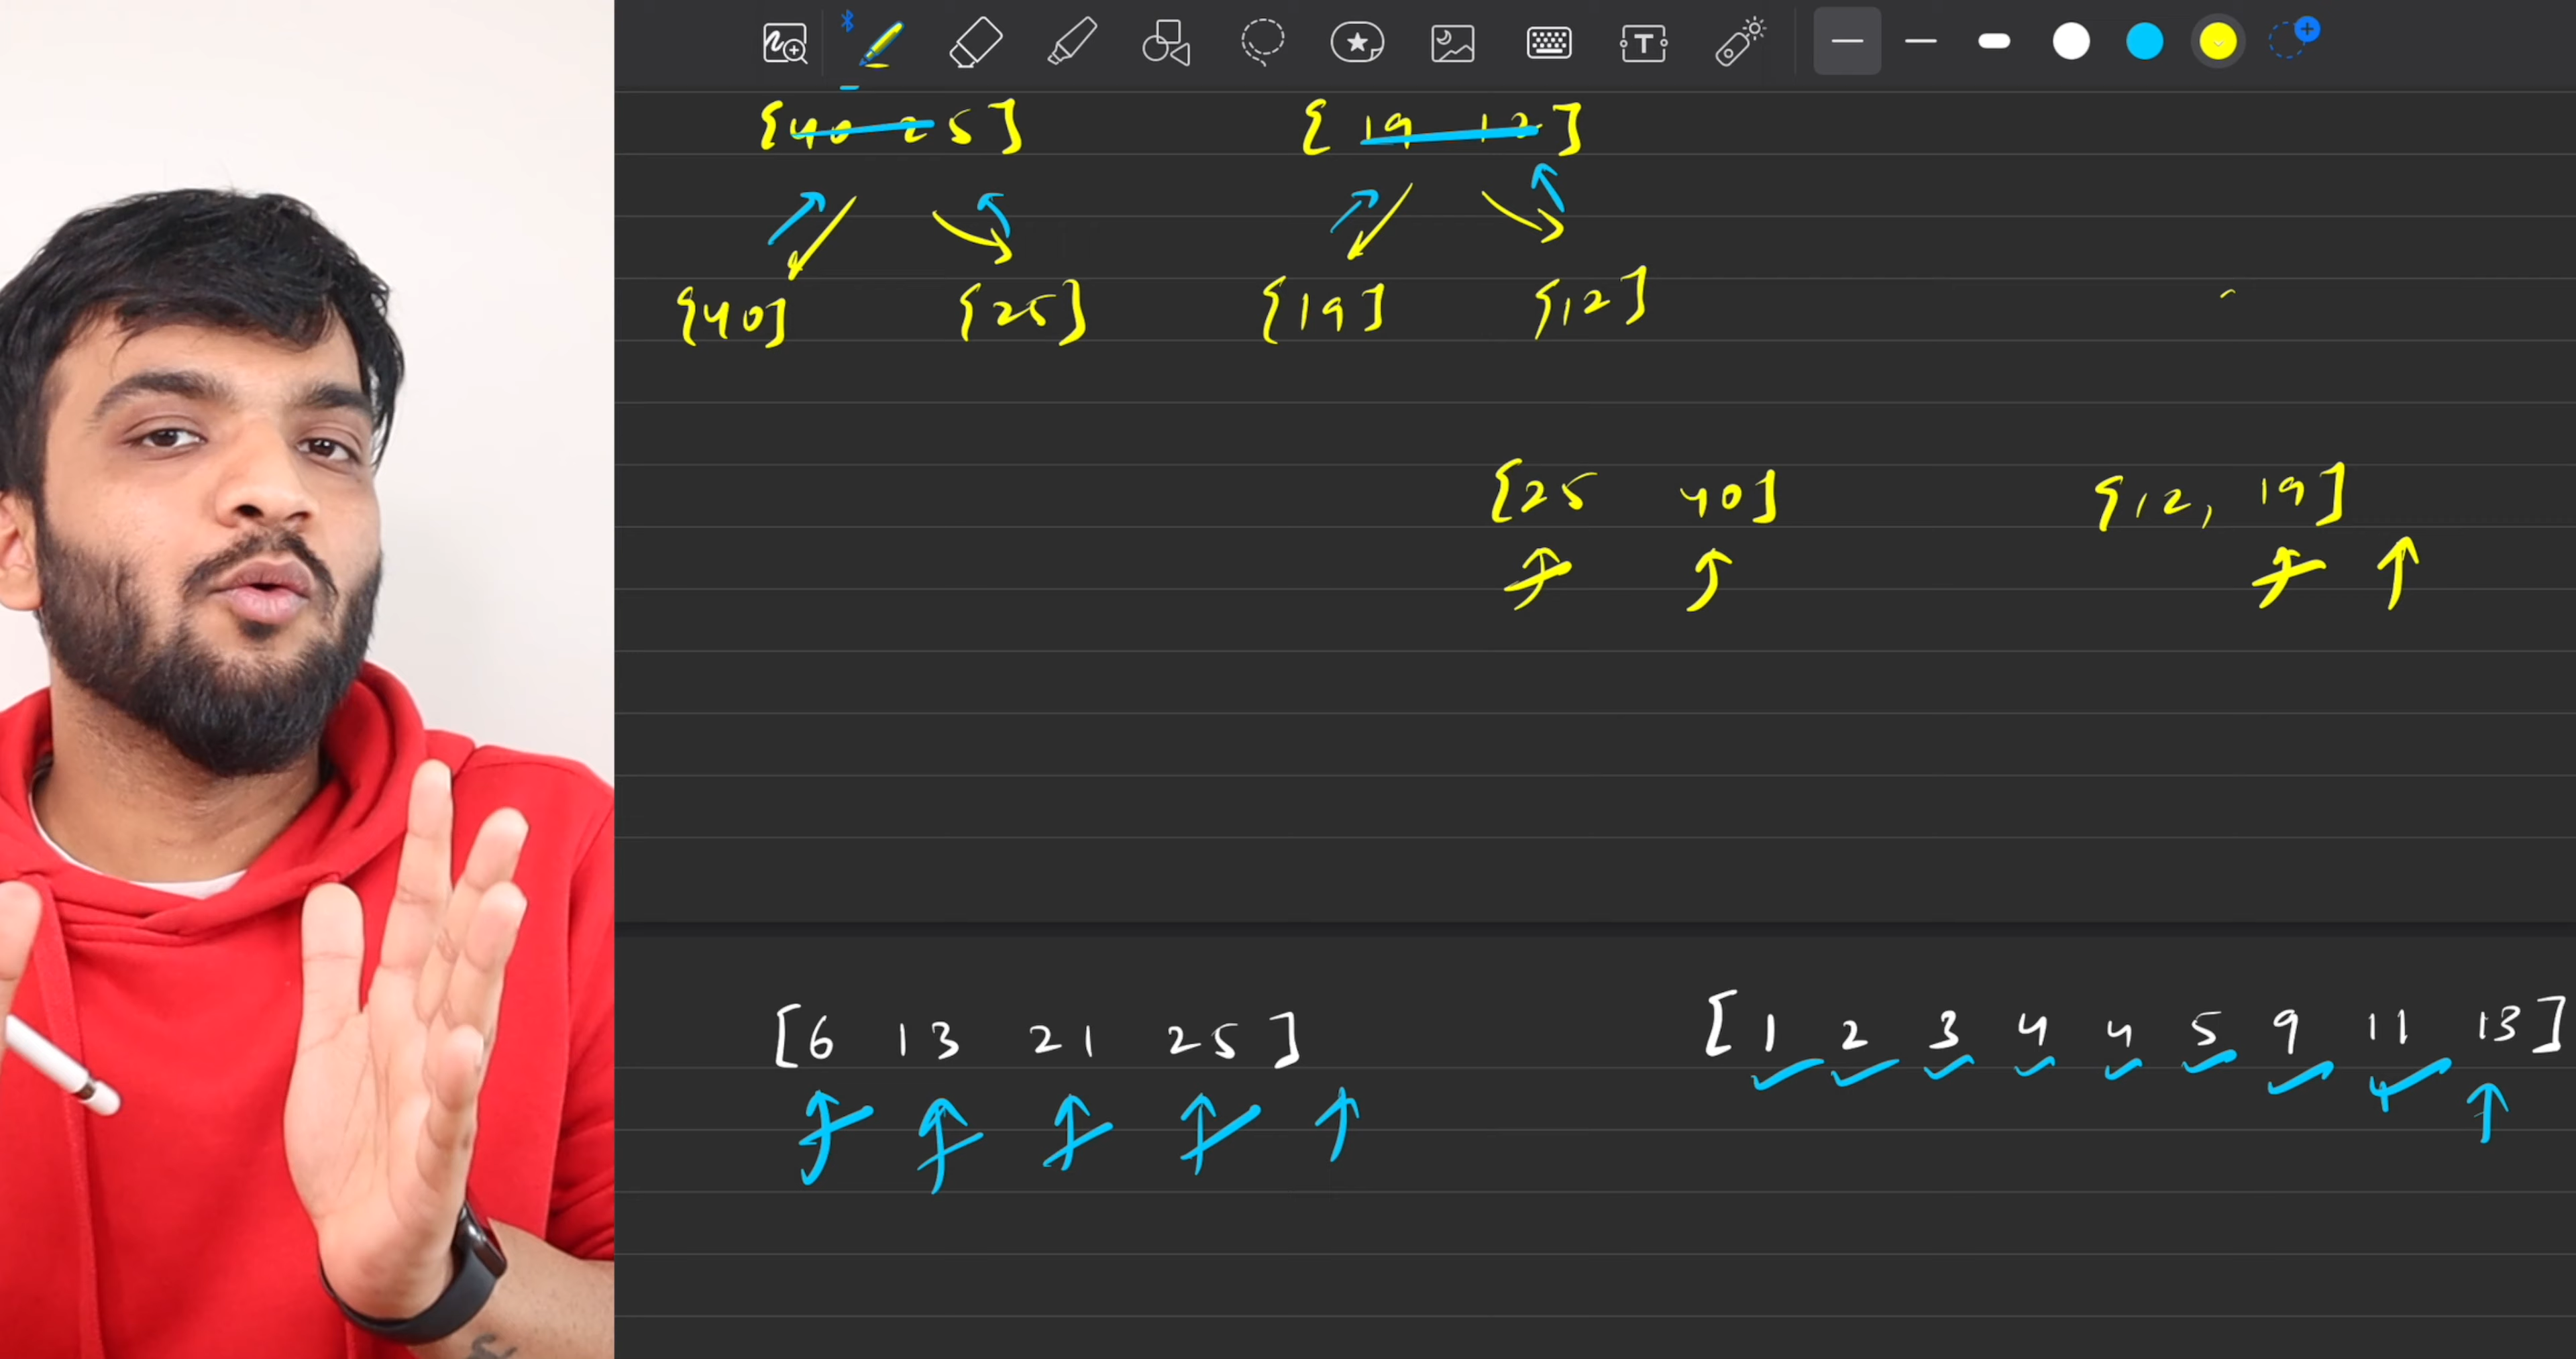 {40 25]   { 19 12]
{40]   {25]   {19]   {12]
{25 40]   {12, 19]
[6 13 21 25]   [1 2 3 4 4 5 9 11 13]